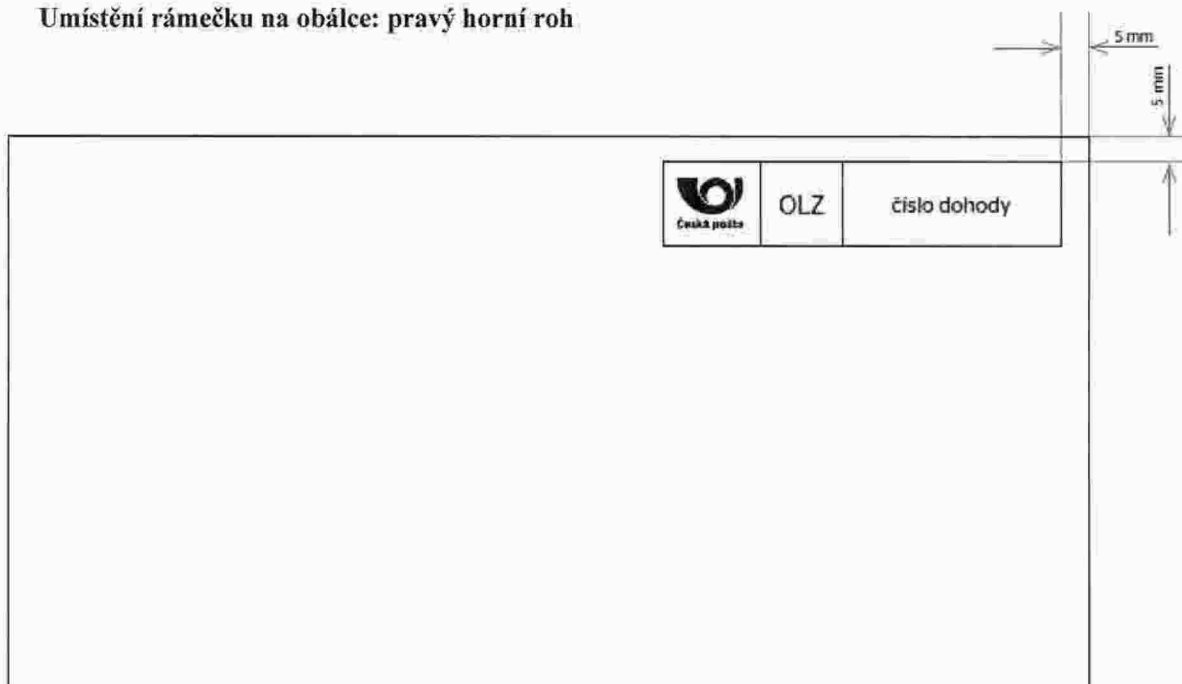 Umístění rámečku na obálce: pravý horní roh
5 mm
5 mm
OLZ
číslo dohody
Česká pošta